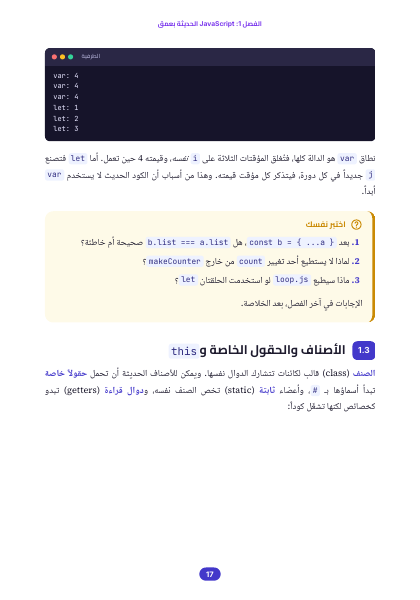 الفصل 1: JavaScript الحديثة بعمق
الطرفية
var: 4
var: 4
var: 4
let: 1
let: 2
let: 3
نطاق var هو الدالة كلها، فتُغلق المؤقتات الثلاثة على i نفسه، وقيمته 4 حين تعمل. أما let فتصنع
j جديداً في كل دورة، فيتذكر كل مؤقت قيمته. وهذا من أسباب أن الكود الحديث لا يستخدم var
أبداً.
اختبر نفسك
1. بعد const b = { ...a }، هل b.list === a.list صحيحة أم خاطئة؟
2. لماذا لا يستطيع أحد تغيير count من خارج makeCounter؟
3. ماذا سيطبع loop.js لو استخدمت الحلقتان let؟
الإجابات في آخر الفصل، بعد الخلاصة.
1.3 الأصناف والحقول الخاصة و this
الصنف (class) قالب لكائنات تتشارك الدوال نفسها. ويمكن للأصناف الحديثة أن تحمل حقولاً خاصة
تبدأ أسماؤها بـ #، وأعضاء ثابتة (static) تخص الصنف نفسه، ودوال قراءة (getters) تبدو
كخصائص لكنها تشغّل كوداً:
17